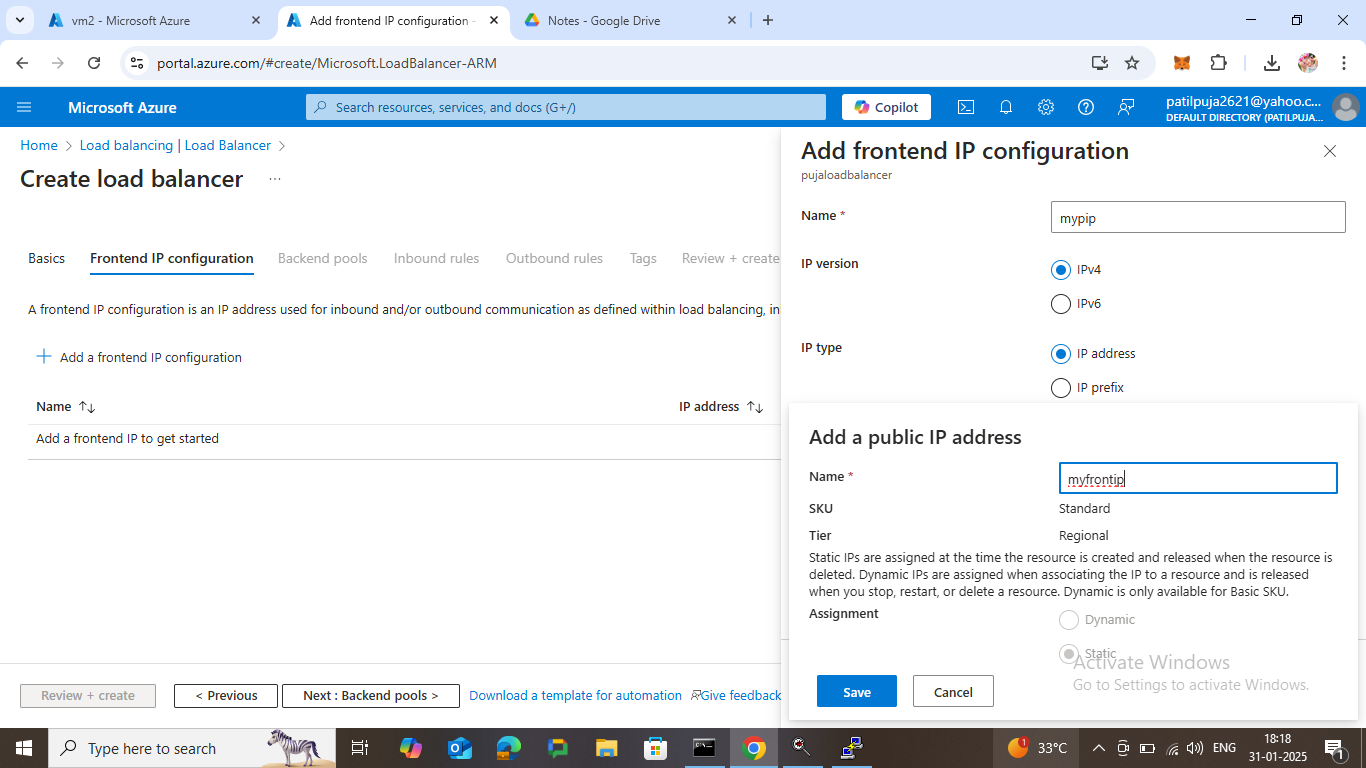 vm2 - Microsoft Azure
Add frontend IP configuration -
Notes - Google Drive
portal.azure.com/#create/Microsoft.LoadBalancer-ARM
Microsoft Azure
Search resources, services, and docs (G+/)
Copilot
patilpuja2621@yahoo.c...
DEFAULT DIRECTORY (PATILPUJA...
Home > Load balancing | Load Balancer >
Create load balancer ...
Basics
Frontend IP configuration
Backend pools
Inbound rules
Outbound rules
Tags
Review + create
A frontend IP configuration is an IP address used for inbound and/or outbound communication as defined within load balancing, in
Add a frontend IP configuration
Name
IP address
Add a frontend IP to get started
Review + create
< Previous
Next : Backend pools >
Download a template for automation
Give feedback
Add frontend IP configuration
pujaloadbalancer
Name *
mypip
IP version
IPv4
IPv6
IP type
IP address
IP prefix
Add a public IP address
Name *
myfrontip
SKU
Standard
Tier
Regional
Static IPs are assigned at the time the resource is created and released when the resource is
deleted. Dynamic IPs are assigned when associating the IP to a resource and is released
when you stop, restart, or delete a resource. Dynamic is only available for Basic SKU.
Assignment
Dynamic
Static
Save
Cancel
Activate Windows
Go to Settings to activate Windows.
Type here to search
1
33°C
ENG
18:18
31-01-2025
1